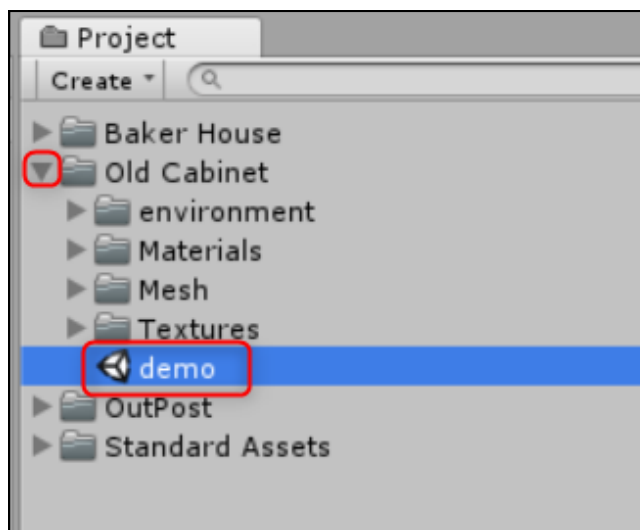 Project
Create
Baker House
Old Cabinet
environment
Materials
Mesh
Textures
demo
OutPost
Standard Assets